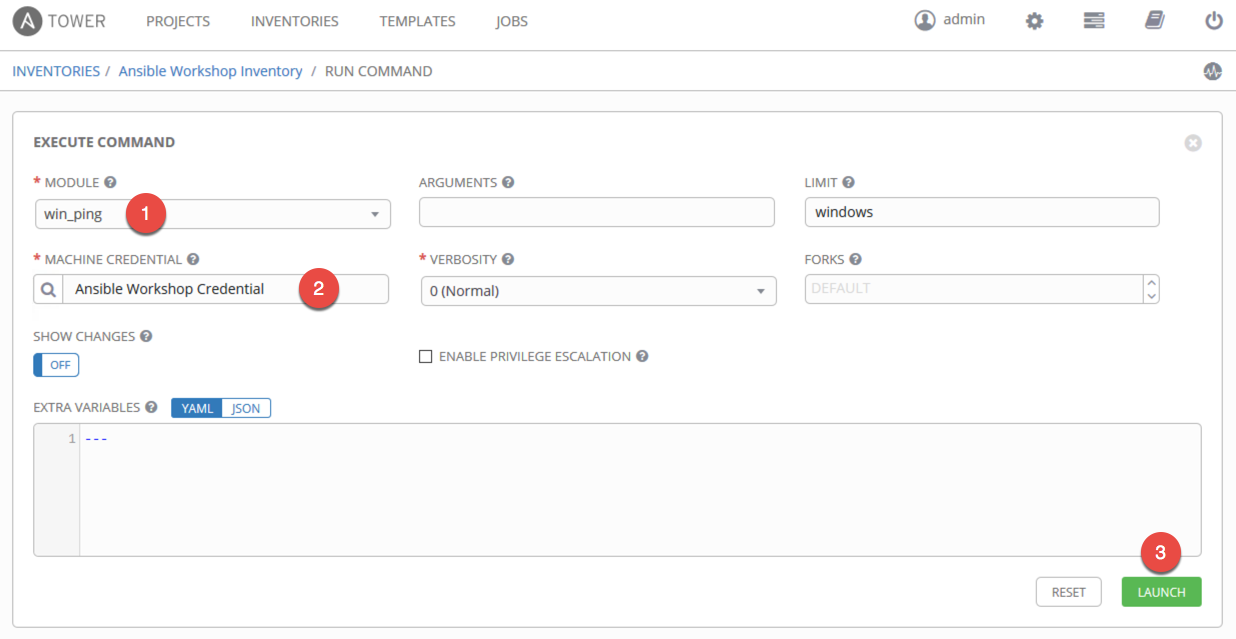 A TOWER PROJECTS INVENTORIES TEMPLATES JOBS admin
INVENTORIES / Ansible Workshop Inventory / RUN COMMAND
EXECUTE COMMAND
* MODULE ? ARGUMENTS ? LIMIT ?
win_ping 1 windows
* MACHINE CREDENTIAL ? * VERBOSITY ? FORKS ?
Ansible Workshop Credential 2 0 (Normal) DEFAULT
SHOW CHANGES ?
OFF ENABLE PRIVILEGE ESCALATION ?
EXTRA VARIABLES ? YAML JSON
1 ---
3
RESET LAUNCH